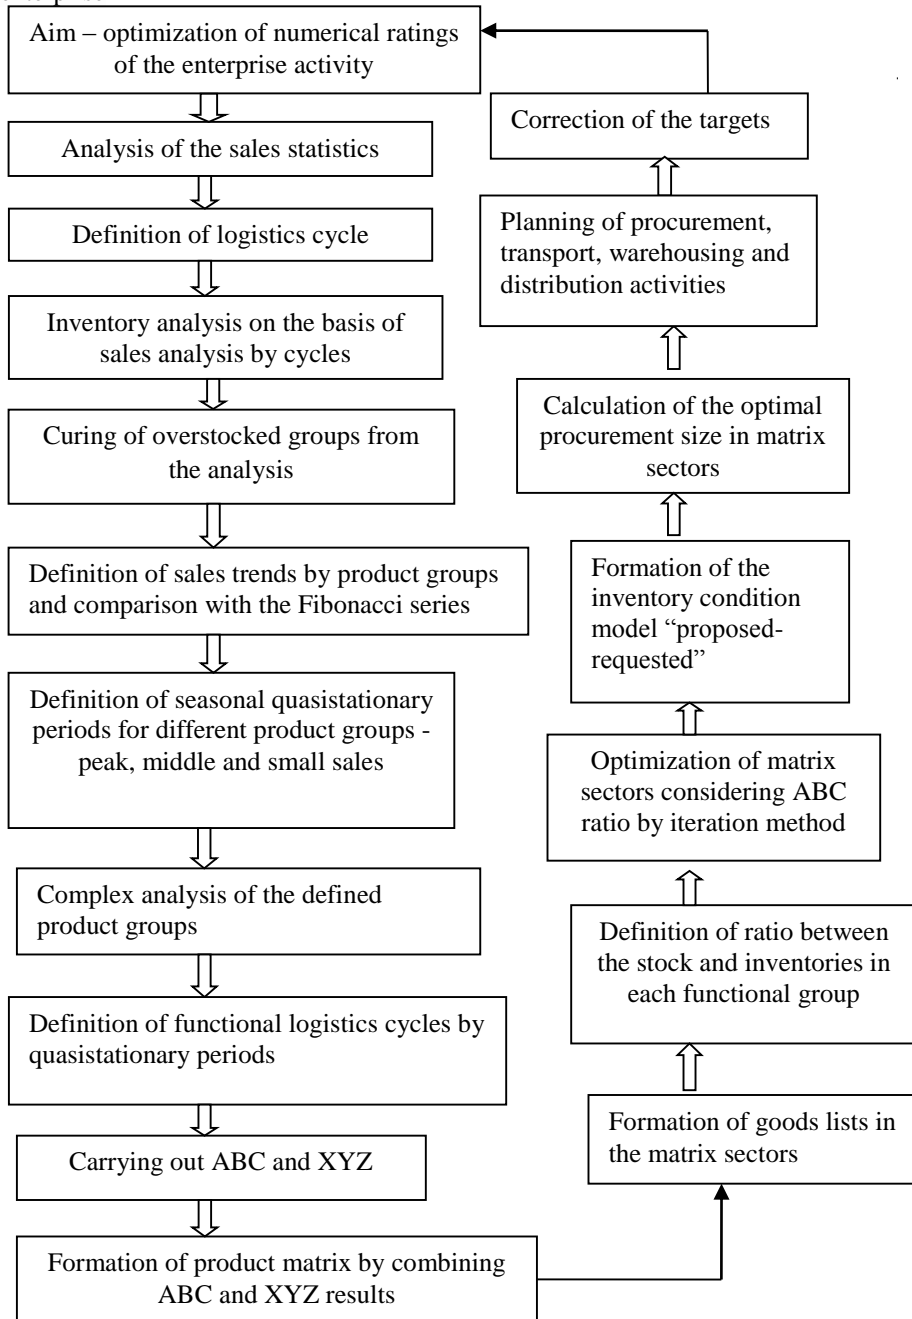 Aim – optimization of numerical ratings
of the enterprise activity
Analysis of the sales statistics
Definition of logistics cycle
Inventory analysis on the basis of
sales analysis by cycles
Curing of overstocked groups from
the analysis
Definition of sales trends by product groups
and comparison with the Fibonacci series
Definition of seasonal quasistationary
periods for different product groups -
peak, middle and small sales
Complex analysis of the defined
product groups
Definition of functional logistics cycles by
quasistationary periods
Carrying out ABC and XYZ
Formation of product matrix by combining
ABC and XYZ results
Formation of goods lists in
the matrix sectors
Definition of ratio between
the stock and inventories in
each functional group
Optimization of matrix
sectors considering ABC
ratio by iteration method
Formation of the
inventory condition
model “proposed-
requested”
Calculation of the optimal
procurement size in matrix
sectors
Planning of procurement,
transport, warehousing and
distribution activities
Correction of the targets